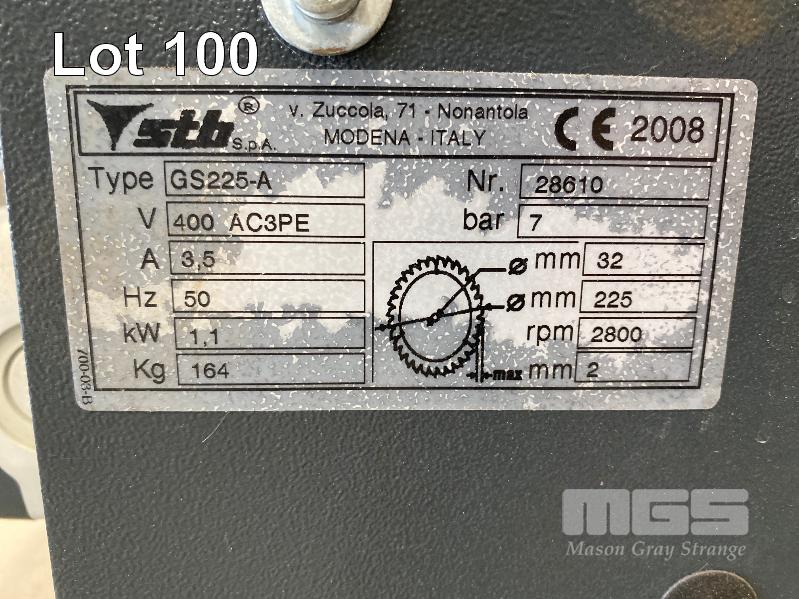 Lot 100
stb® S.p.A. v. Zuccola, 71 - Nonantola
MODENA - ITALY
CE 2008
Type GS225-A Nr. 28610
V 400 AC3PE bar 7
A 3,5 ø mm 32
Hz 50 ø mm 225
kW 1,1 rpm 2800
Kg 164 max mm 2
700-03-B
MGS
Mason Gray Strange